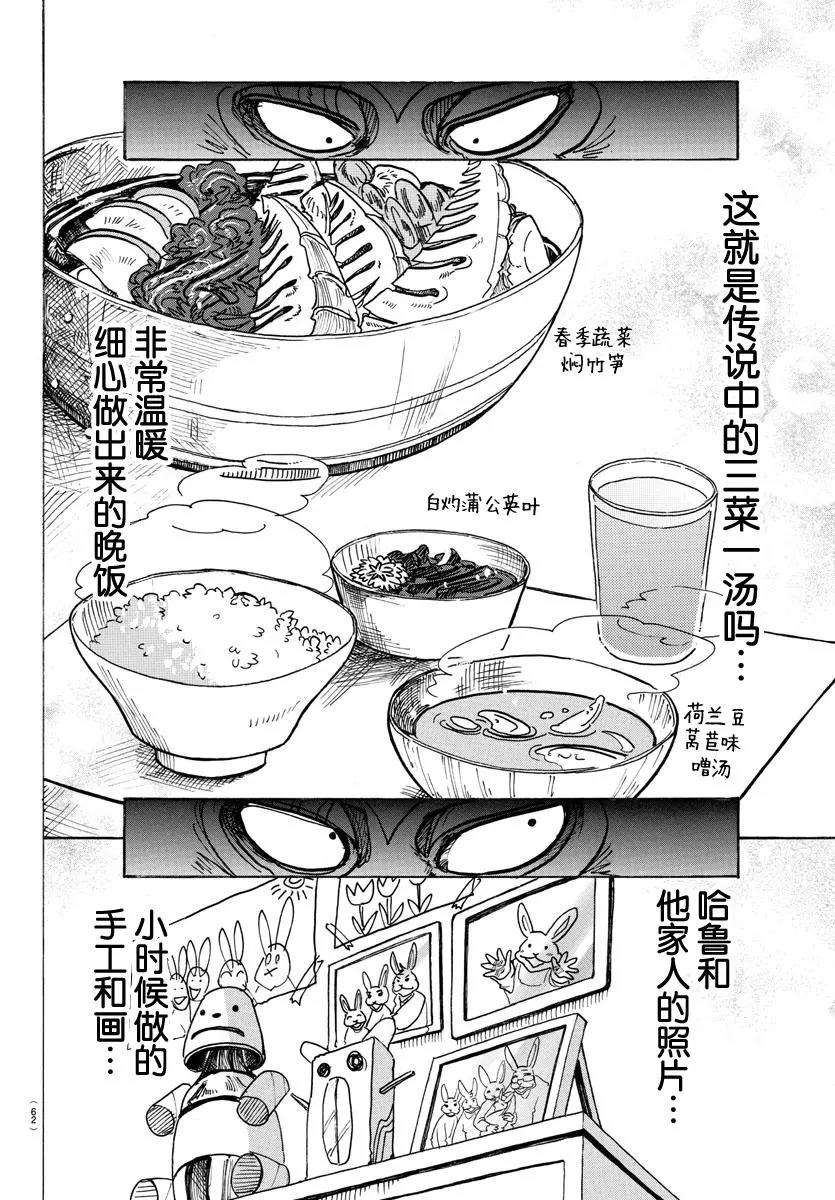 这就是传说中的三菜一汤吗…
春季蔬菜
焖竹笋
非常温暖
细心做出来的晚饭
白灼蒲公英叶
荷兰豆
莴苣味
噌汤
哈鲁和
他家人的照片…
小时候做的
手工和画…
62